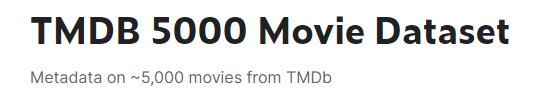 TMDB 5000 Movie Dataset
Metadata on ~5,000 movies from TMDb